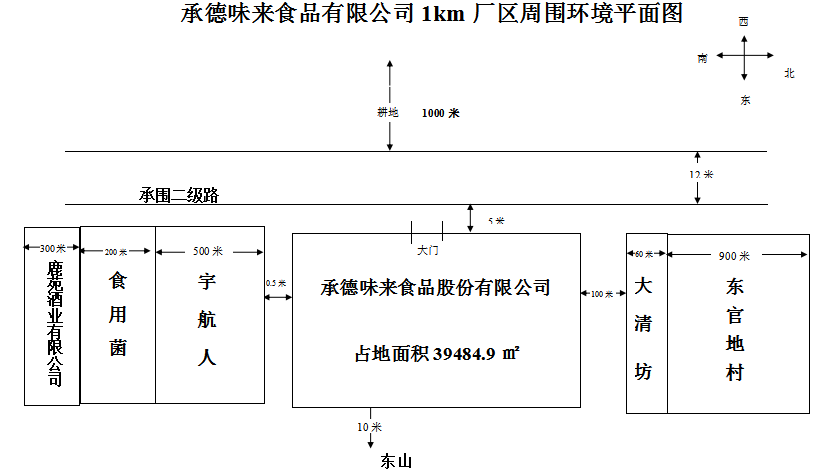 承德味来食品有限公司 1km 厂区周围环境平面图
西
南
北
东
耕地
1000 米
12 米
承围二级路
5 米
大门
300米
200 米
500 米
0.5 米
100 米
60 米
900 米
鹿苑酒业有限公司
食用菌
宇航人
承德味来食品股份有限公司
占地面积 39484.9 ㎡
大清坊
东官地村
10 米
东山